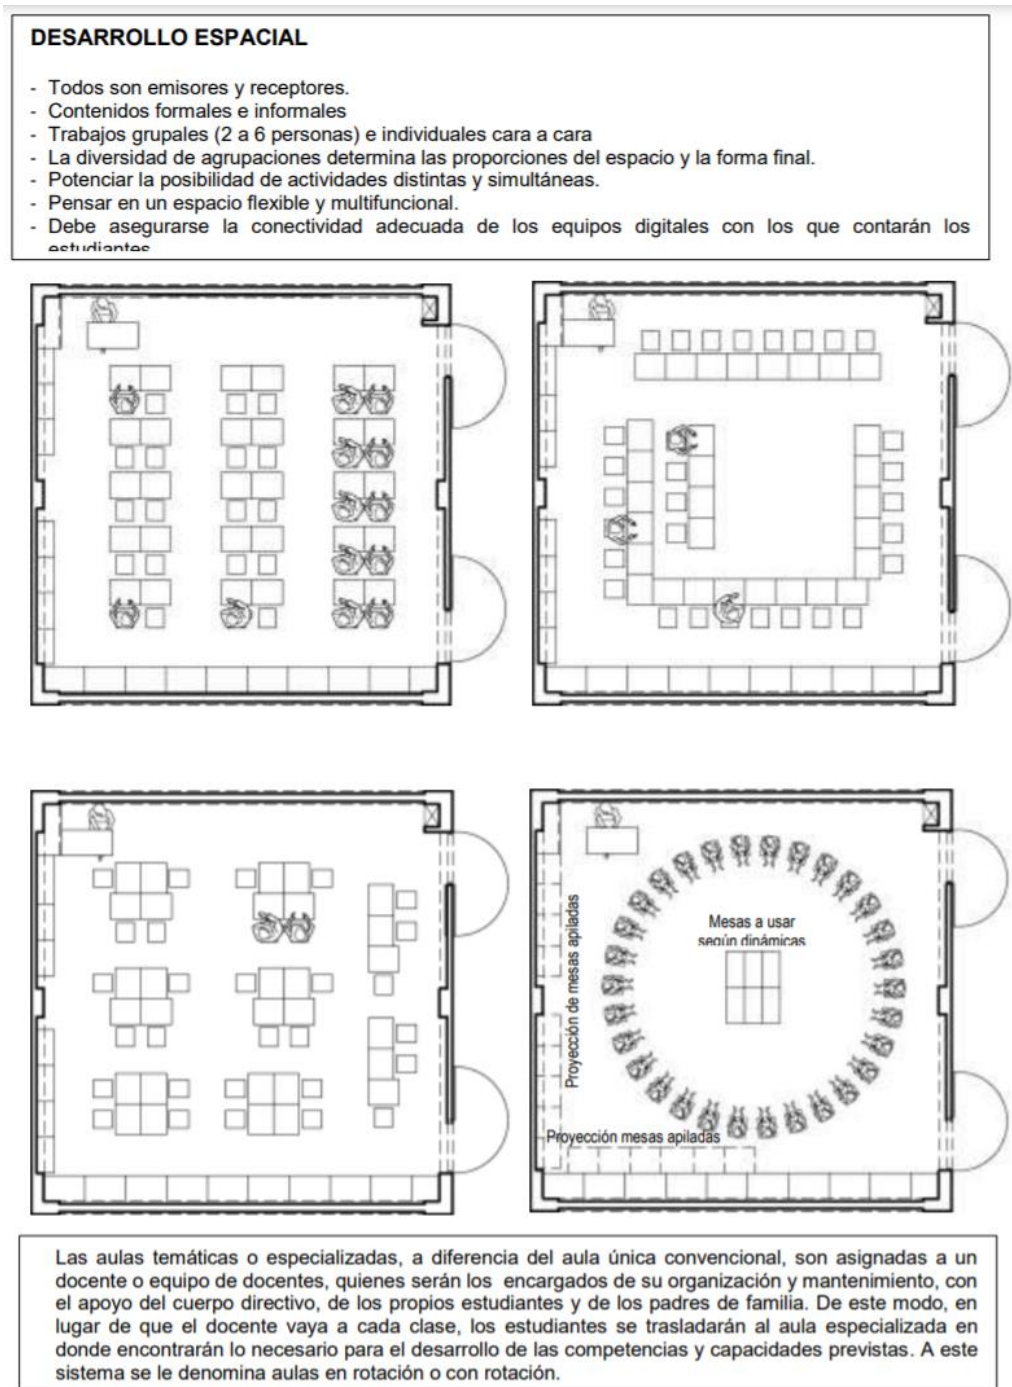 DESARROLLO ESPACIAL
- Todos son emisores y receptores.
- Contenidos formales e informales
- Trabajos grupales (2 a 6 personas) e individuales cara a cara
- La diversidad de agrupaciones determina las proporciones del espacio y la forma final.
- Potenciar la posibilidad de actividades distintas y simultáneas.
- Pensar en un espacio flexible y multifuncional.
- Debe asegurarse la conectividad adecuada de los equipos digitales con los que contarán los
estudiantes
Mesas a usar
según dinámicas
Proyección de mesas apiladas
Proyección mesas apiladas
Las aulas temáticas o especializadas, a diferencia del aula única convencional, son asignadas a un
docente o equipo de docentes, quienes serán los encargados de su organización y mantenimiento, con
el apoyo del cuerpo directivo, de los propios estudiantes y de los padres de familia. De este modo, en
lugar de que el docente vaya a cada clase, los estudiantes se trasladarán al aula especializada en
donde encontrarán lo necesario para el desarrollo de las competencias y capacidades previstas. A este
sistema se le denomina aulas en rotación o con rotación.